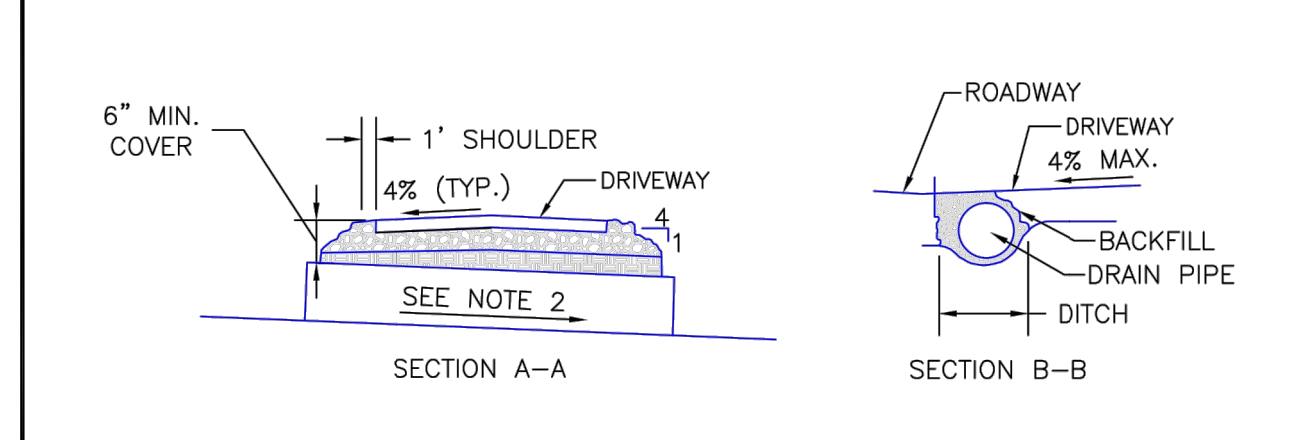 6” MIN.
COVER
1’ SHOULDER
4% (TYP.)
DRIVEWAY
4
1
SEE NOTE 2
SECTION A–A
ROADWAY
DRIVEWAY
4% MAX.
BACKFILL
DRAIN PIPE
DITCH
SECTION B–B